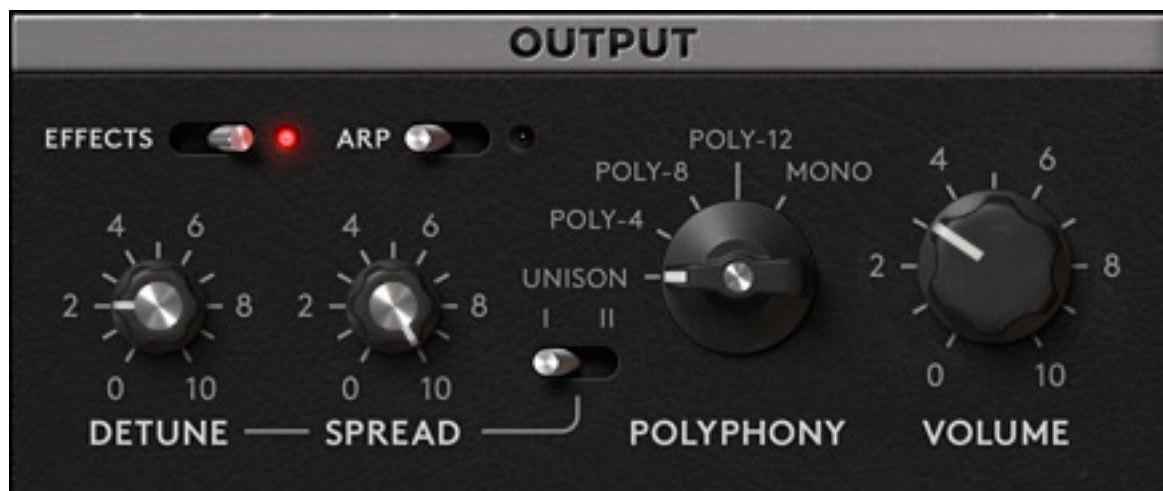 OUTPUT
EFFECTS ARP
POLY-12
POLY-8 MONO
POLY-4
UNISON
I II
4 6 4 6 4 6
2 8 2 8 2 8
0 10 0 10 0 10
DETUNE SPREAD POLYPHONY VOLUME